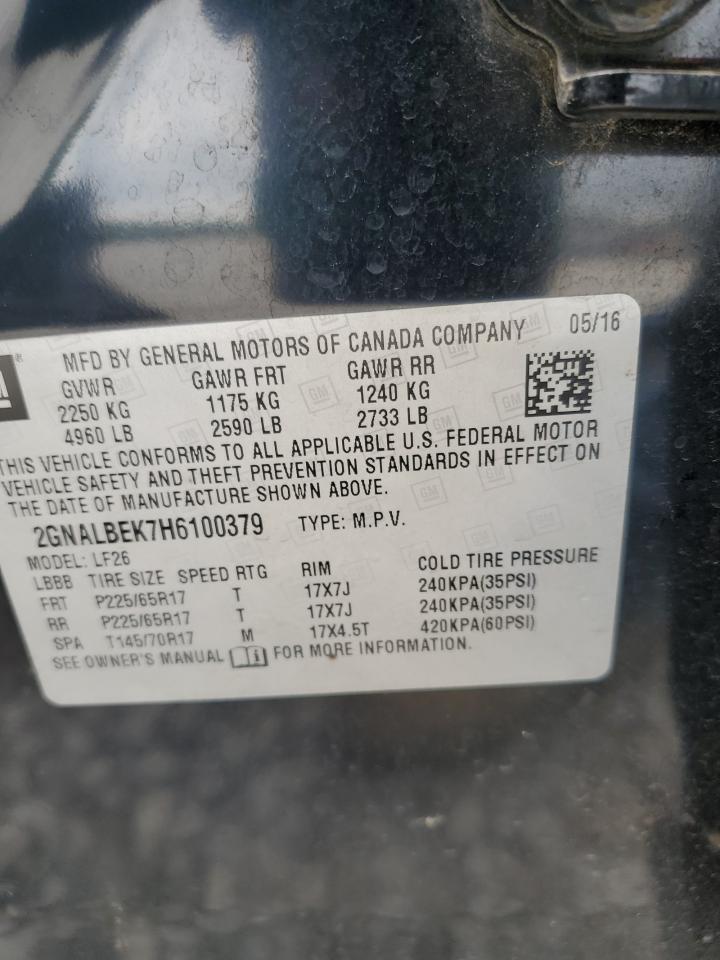 MFD BY GENERAL MOTORS OF CANADA COMPANY 05/16
GVWR GAWR FRT GAWR RR
2250 KG 1175 KG 1240 KG
4960 LB 2590 LB 2733 LB
THIS VEHICLE CONFORMS TO ALL APPLICABLE U.S. FEDERAL MOTOR
VEHICLE SAFETY AND THEFT PREVENTION STANDARDS IN EFFECT ON
THE DATE OF MANUFACTURE SHOWN ABOVE.
2GNALBEK7H6100379 TYPE: M.P.V.
MODEL: LF26
LBBB TIRE SIZE SPEED RTG RIM COLD TIRE PRESSURE
FRT P225/65R17 T 17X7J 240KPA(35PSI)
RR P225/65R17 T 17X7J 240KPA(35PSI)
SPA T145/70R17 M 17X4.5T 420KPA(60PSI)
SEE OWNER'S MANUAL FOR MORE INFORMATION.